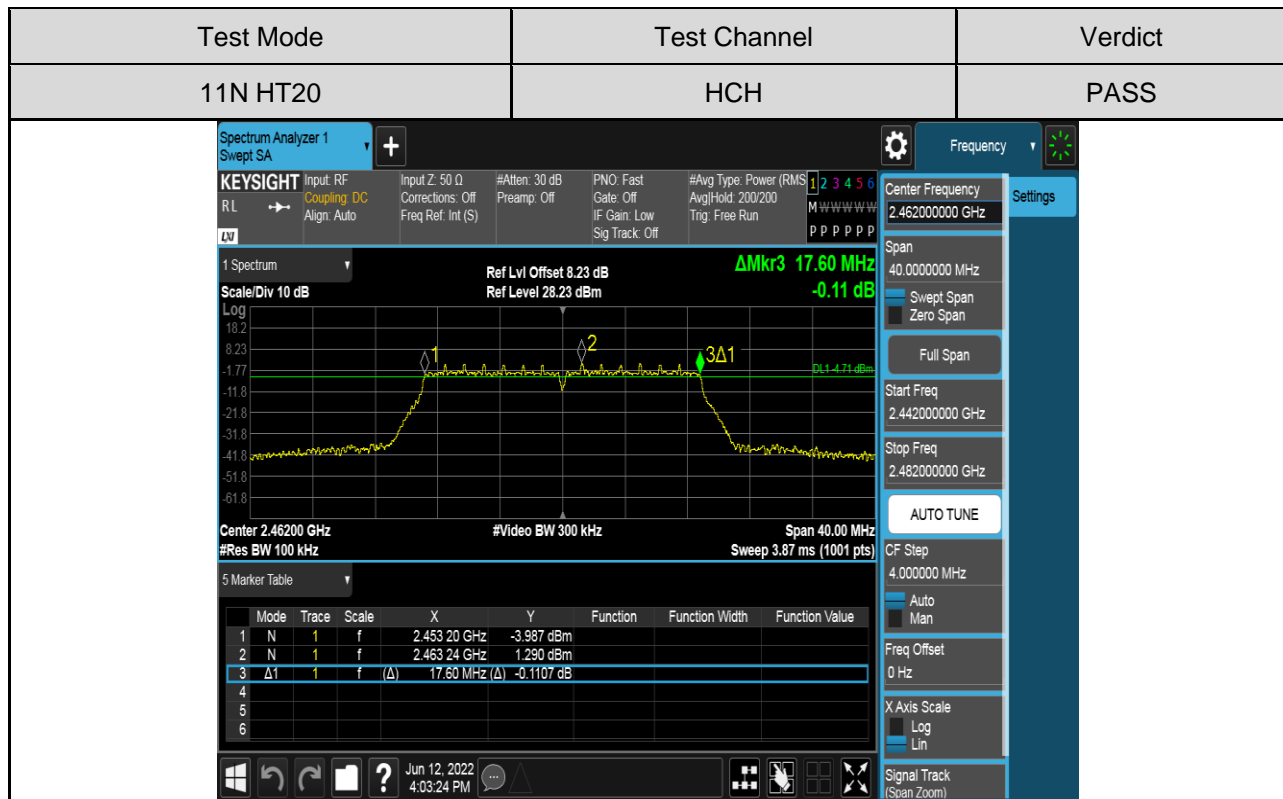 Test Mode Test Channel Verdict
11N HT20 HCH PASS
Spectrum Analyzer 1
Swept SA
+
Frequency
KEYSIGHT Input: RF Input Z: 50 Ω #Atten: 30 dB PNO: Fast #Avg Type: Power (RMS 1 2 3 4 5 6
RL Coupling: DC Corrections: Off Preamp: Off Gate: Off Avg|Hold: 200/200 M W W W W W
Align: Auto Freq Ref: Int (S) IF Gain: Low Trig: Free Run
LXI Sig Track: Off P P P P P P
Center Frequency
2.462000000 GHz
Settings
Span
40.0000000 MHz
Swept Span
Zero Span
Full Span
Start Freq
2.442000000 GHz
Stop Freq
2.482000000 GHz
AUTO TUNE
CF Step
4.000000 MHz
Auto
Man
Freq Offset
0 Hz
X Axis Scale
Log
Lin
Signal Track
(Span Zoom)
1 Spectrum Ref Lvl Offset 8.23 dB ΔMkr3 17.60 MHz
Scale/Div 10 dB Ref Level 28.23 dBm -0.11 dB
Log
18.2
8.23
-1.77
-11.8
-21.8
-31.8
-41.8
-51.8
-61.8
1 2 3Δ1
DL1 -4.71 dBm
Center 2.46200 GHz #Video BW 300 kHz Span 40.00 MHz
#Res BW 100 kHz Sweep 3.87 ms (1001 pts)
5 Marker Table
Mode Trace Scale X Y Function Function Width Function Value
1 N 1 f 2.453 20 GHz -3.987 dBm
2 N 1 f 2.463 24 GHz 1.290 dBm
3 Δ1 1 f (Δ) 17.60 MHz (Δ) -0.1107 dB
4
5
6
? Jun 12, 2022
4:03:24 PM